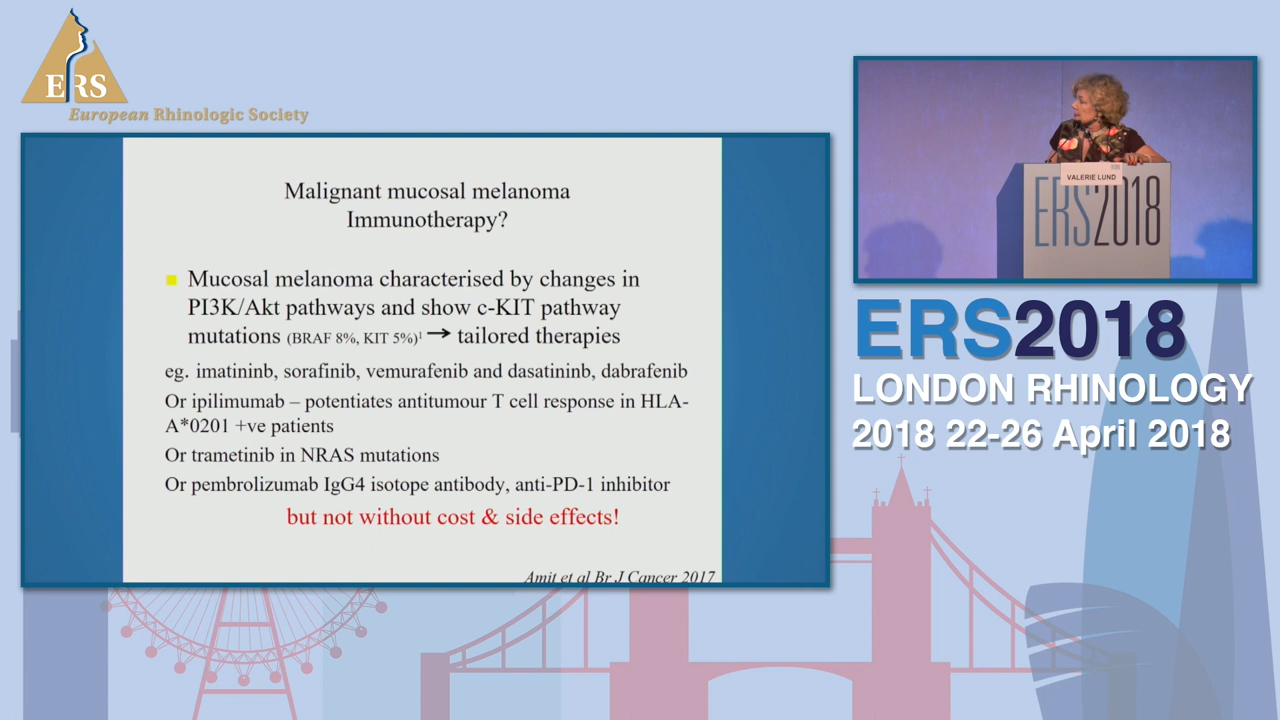 ERS
European Rhinologic Society
Malignant mucosal melanoma
Immunotherapy?
Mucosal melanoma characterised by changes in
PI3K/Akt pathways and show c-KIT pathway
mutations (BRAF 8%, KIT 5%)¹ → tailored therapies
eg. imatininb, sorafinib, vemurafenib and dasatininb, dabrafenib
Or ipilimumab – potentiates antitumour T cell response in HLA-
A*0201 +ve patients
Or trametinib in NRAS mutations
Or pembrolizumab IgG4 isotope antibody, anti-PD-1 inhibitor
but not without cost & side effects!
Amit et al Br J Cancer 2017
VALERIE LUND
ERS2018
ERS2018
LONDON RHINOLOGY
2018 22-26 April 2018